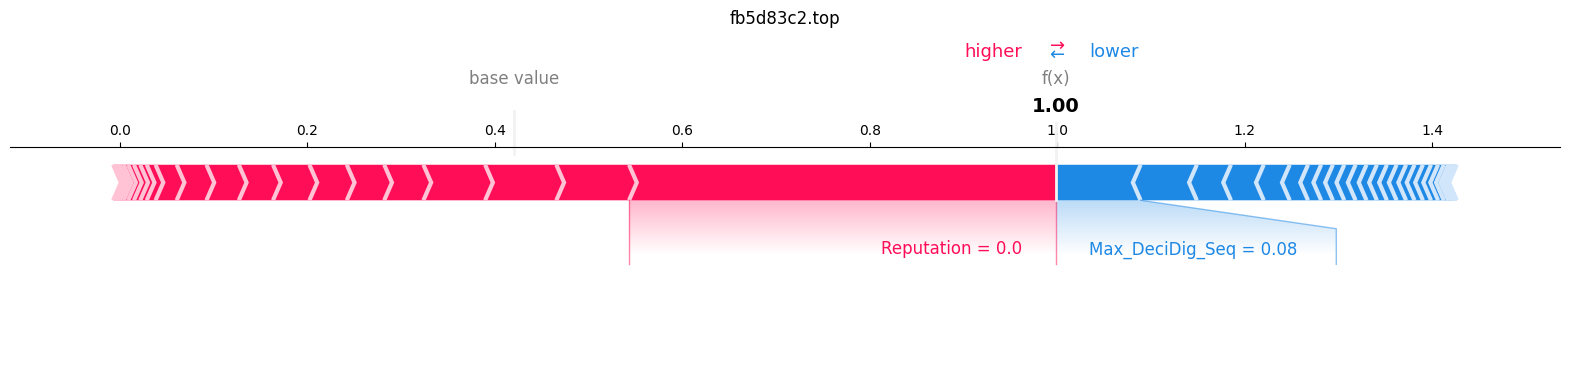 fb5d83c2.top
higher ⇄ lower
base value f(x)
1.00
0.0 0.2 0.4 0.6 0.8 1.0 1.2 1.4
Reputation = 0.0 Max_DeciDig_Seq = 0.08